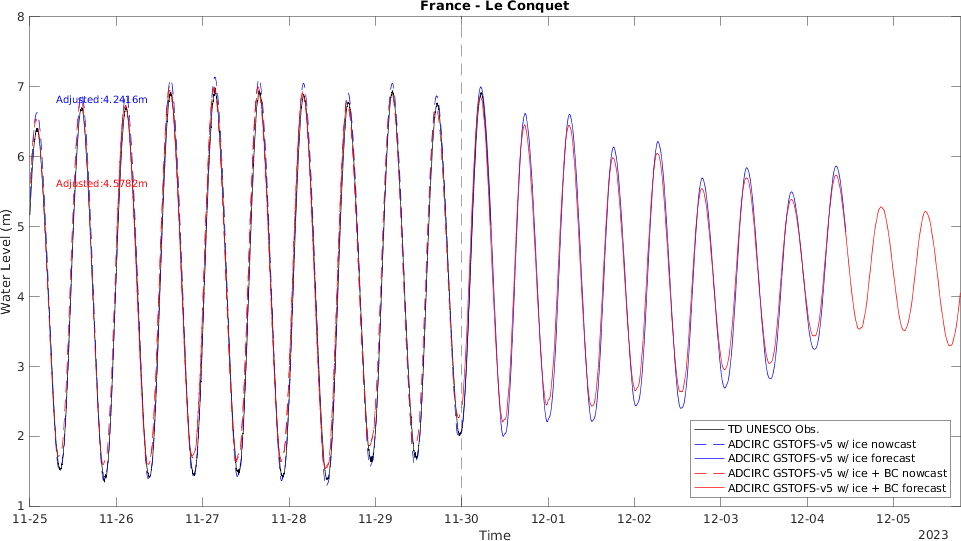 France - Le Conquet
8
7
6
5
4
3
2
1
Water Level (m)
Adjusted:4.2416m
Adjusted:4.5782m
TD UNESCO Obs.
ADCIRC GSTOFS-v5 w/ ice nowcast
ADCIRC GSTOFS-v5 w/ ice forecast
ADCIRC GSTOFS-v5 w/ ice + BC nowcast
ADCIRC GSTOFS-v5 w/ ice + BC forecast
11-25 11-26 11-27 11-28 11-29 11-30 12-01 12-02 12-03 12-04 12-05
Time
2023